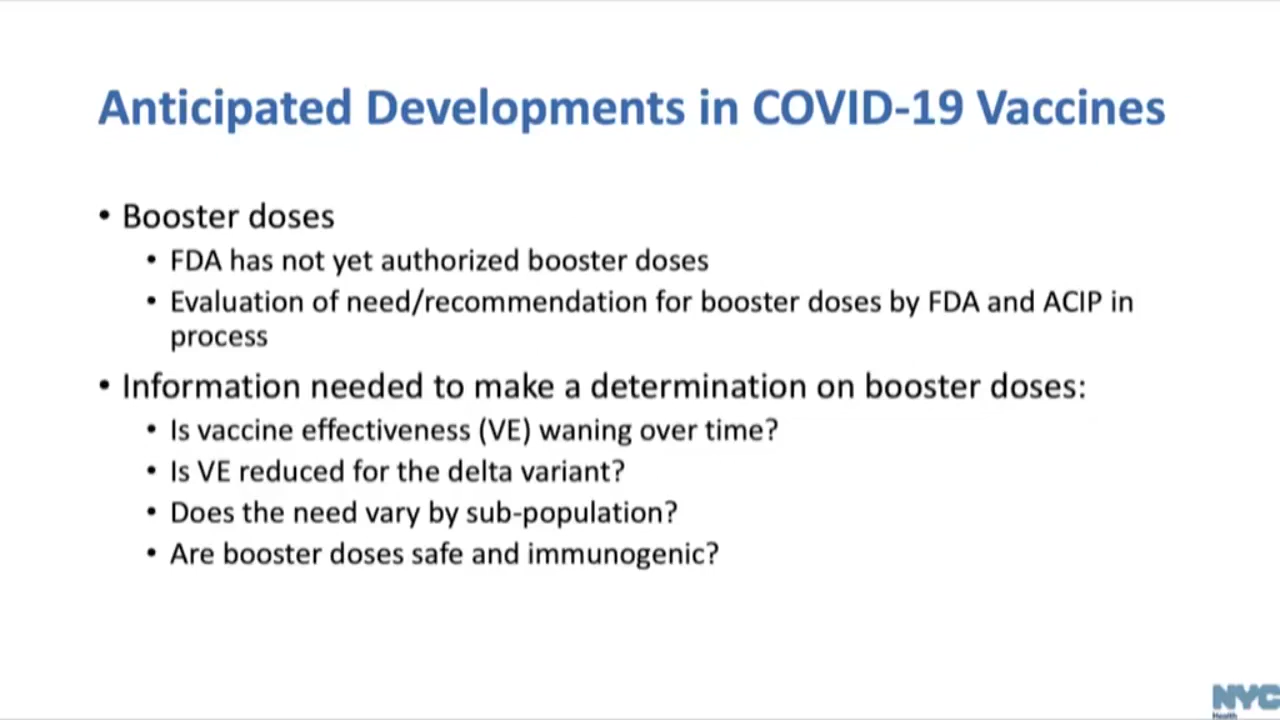 Anticipated Developments in COVID-19 Vaccines
• Booster doses
• FDA has not yet authorized booster doses
• Evaluation of need/recommendation for booster doses by FDA and ACIP in
process
• Information needed to make a determination on booster doses:
• Is vaccine effectiveness (VE) waning over time?
• Is VE reduced for the delta variant?
• Does the need vary by sub-population?
• Are booster doses safe and immunogenic?
NYC
Health